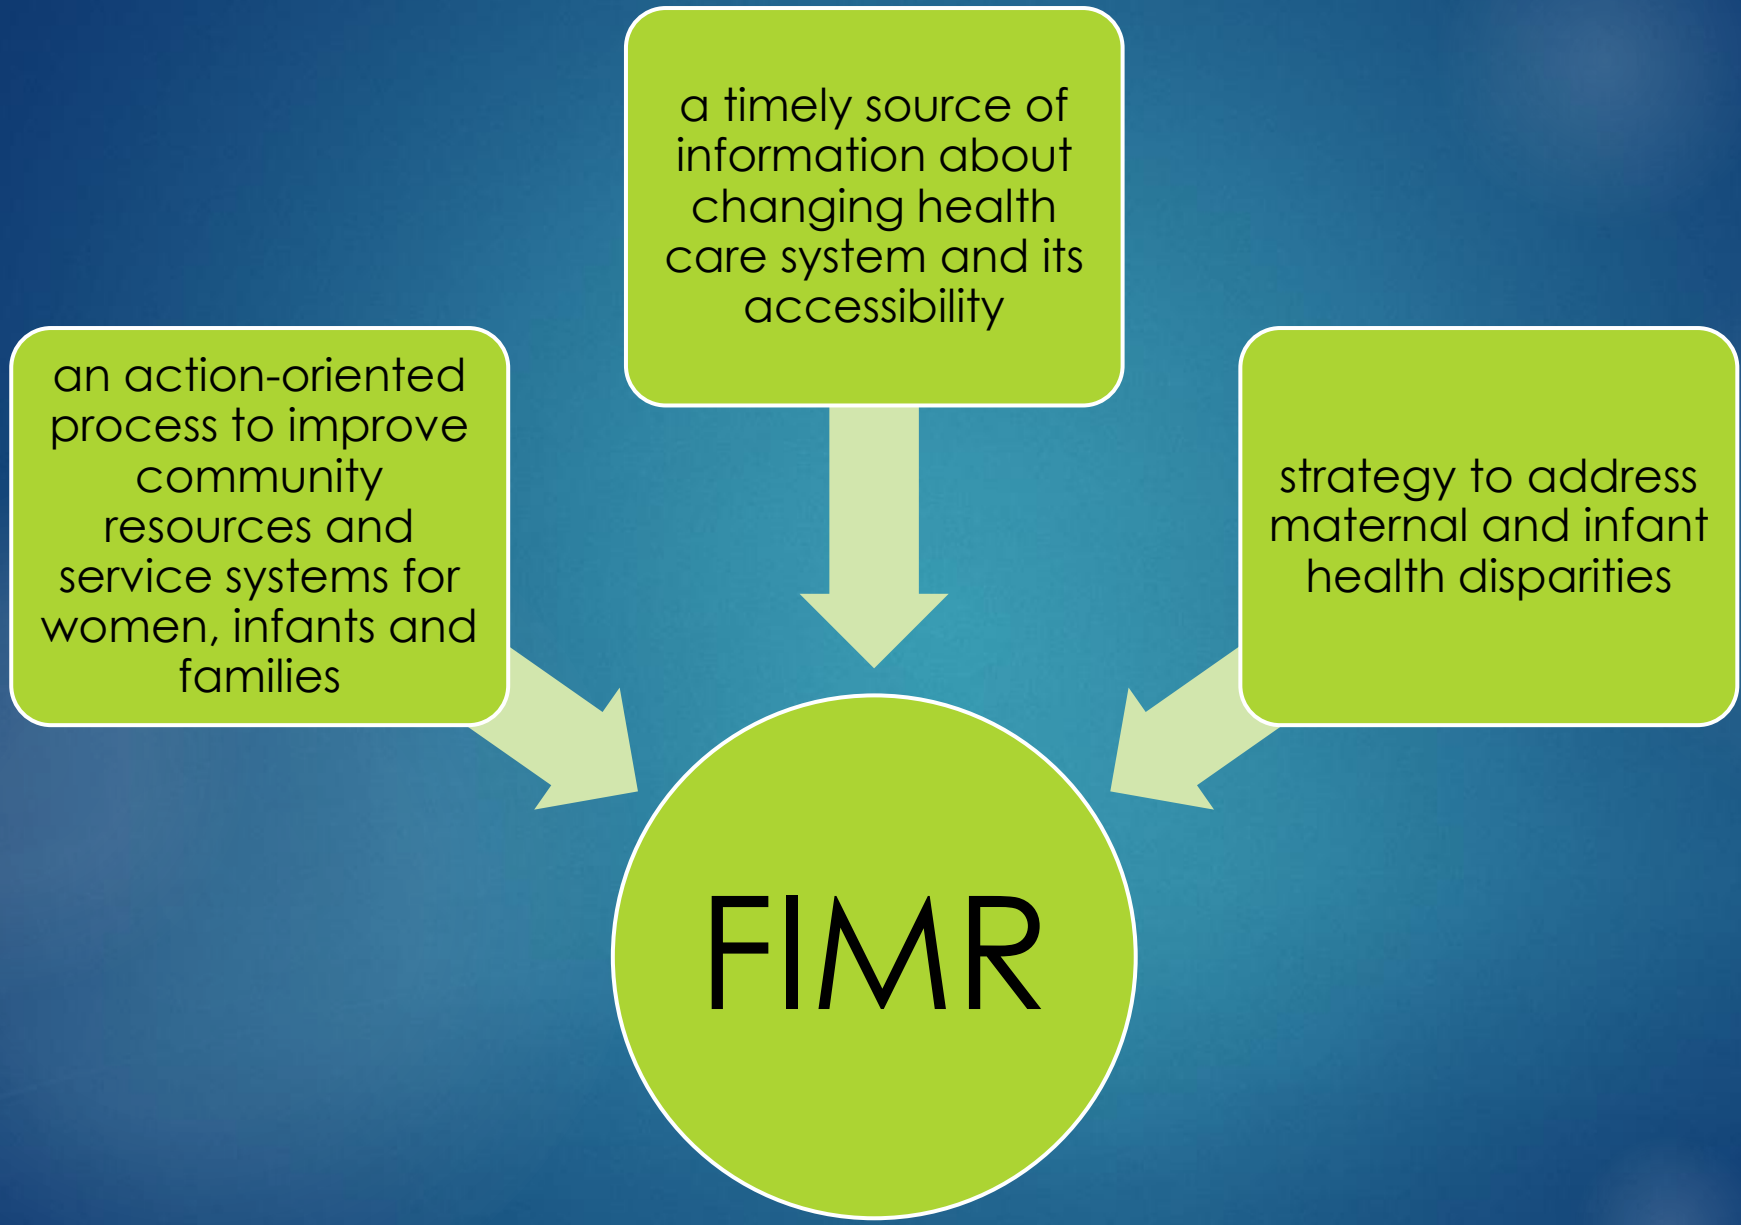 a timely source of
information about
changing health
care system and its
accessibility
an action-oriented
process to improve
community
resources and
service systems for
women, infants and
families
strategy to address
maternal and infant
health disparities
FIMR